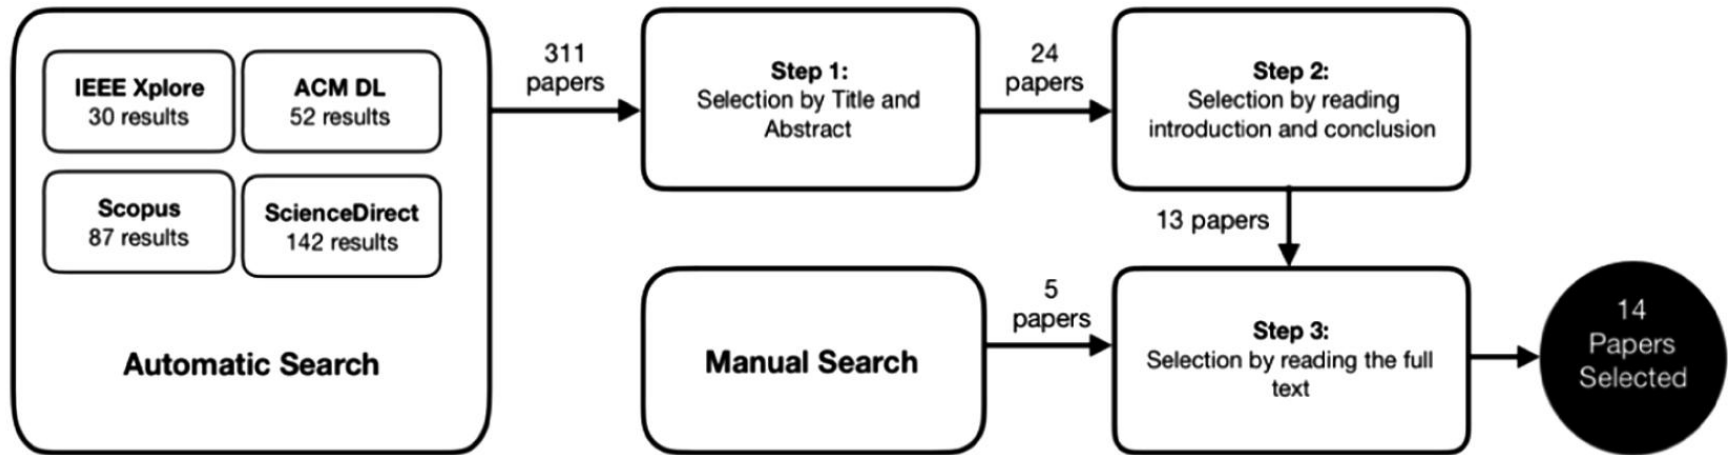 IEEE Xplore
30 results
ACM DL
52 results
Scopus
87 results
ScienceDirect
142 results
Automatic Search
311
papers
Step 1:
Selection by Title and
Abstract
24
papers
Step 2:
Selection by reading
introduction and conclusion
13 papers
Manual Search
5
papers
Step 3:
Selection by reading the full
text
14
Papers
Selected